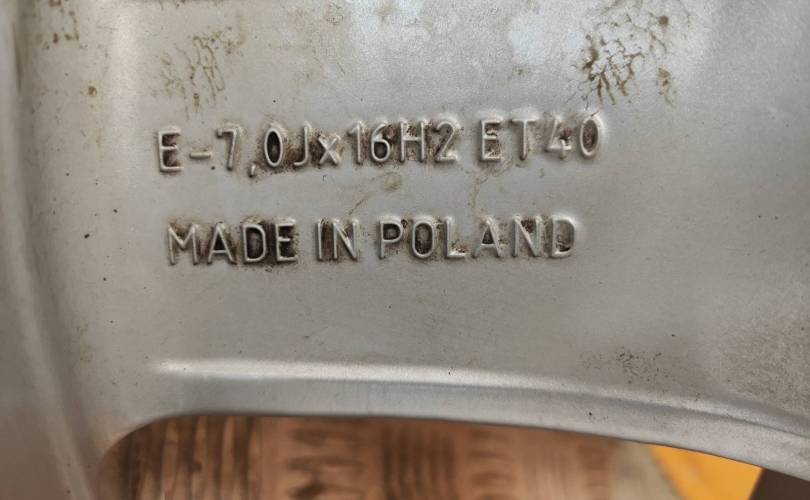 E-7,0Jx16H2 ET40
MADE IN POLAND